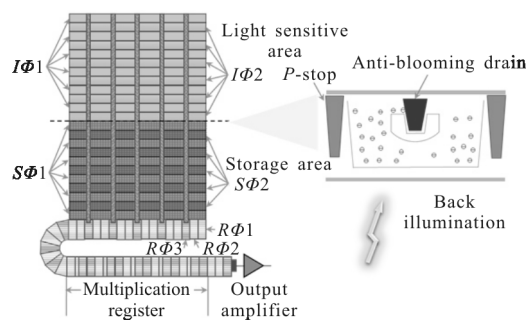 Light sensitive
area
Anti-blooming drain
IΦ1
IΦ2
P-stop
SΦ1
Storage area
SΦ2
Back
illumination
RΦ1
RΦ3
RΦ2
Multiplication
register
Output
amplifier